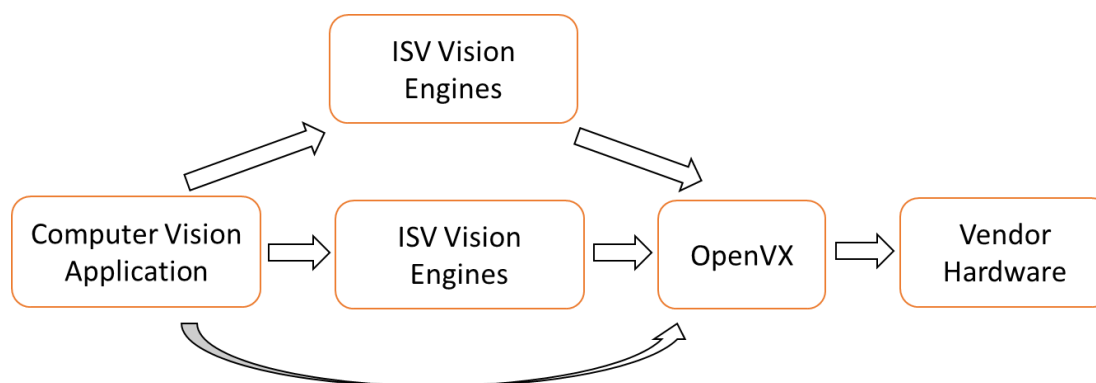 ISV Vision
Engines
Computer Vision
Application
ISV Vision
Engines
OpenVX
Vendor
Hardware